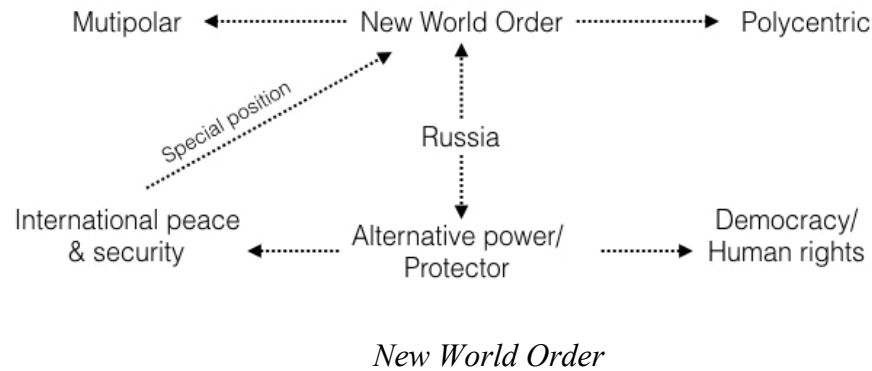 Mutipolar
New World Order
Polycentric
Special position
Russia
International peace
& security
Alternative power/
Protector
Democracy/
Human rights
New World Order